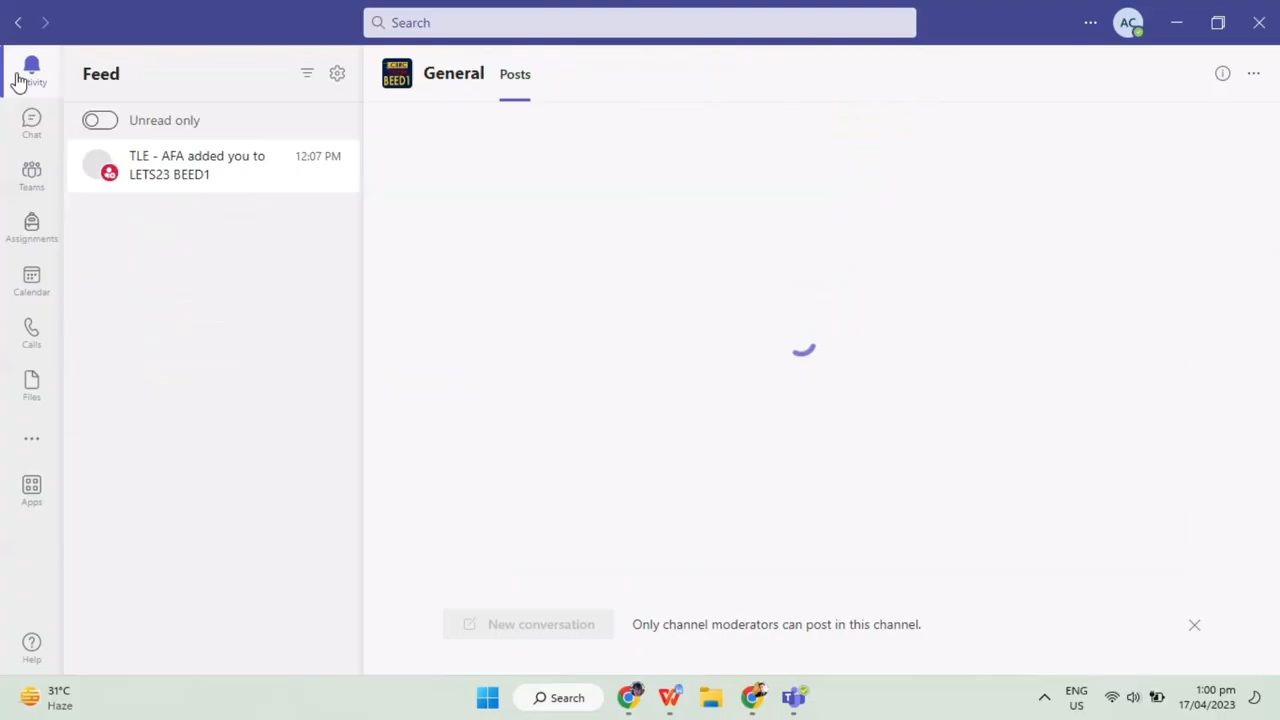 Search
AC
Activity
Feed
BEED1
General
Posts
Chat
Unread only
TLE - AFA added you to
LETS23 BEED1
12:07 PM
Teams
Assignments
Calendar
Calls
Files
Apps
New conversation
Only channel moderators can post in this channel.
Help
31°C
Haze
Search
ENG
US
1:00 pm
17/04/2023